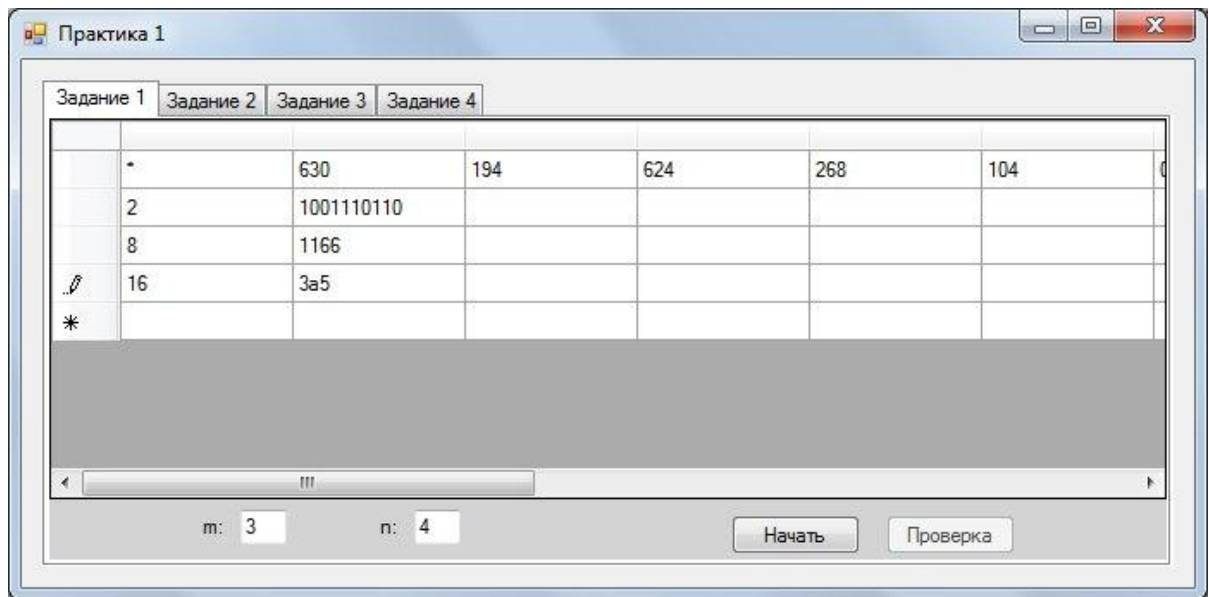 Практика 1
Задание 1 Задание 2 Задание 3 Задание 4
* 630 194 624 268 104
2 1001110110
8 1166
16 3a5
m: 3 n: 4 Начать Проверка